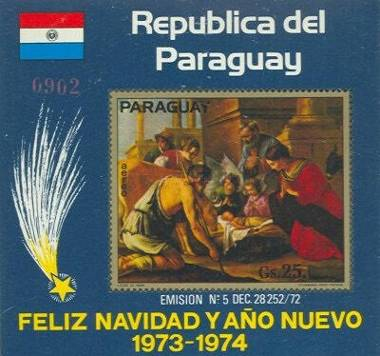 Republica del
Paraguay
6902
PARAGUAY
Gs.25.
EMISION Nº 5 DEC. 28252/72
FELIZ NAVIDAD Y AÑO NUEVO
1973-1974